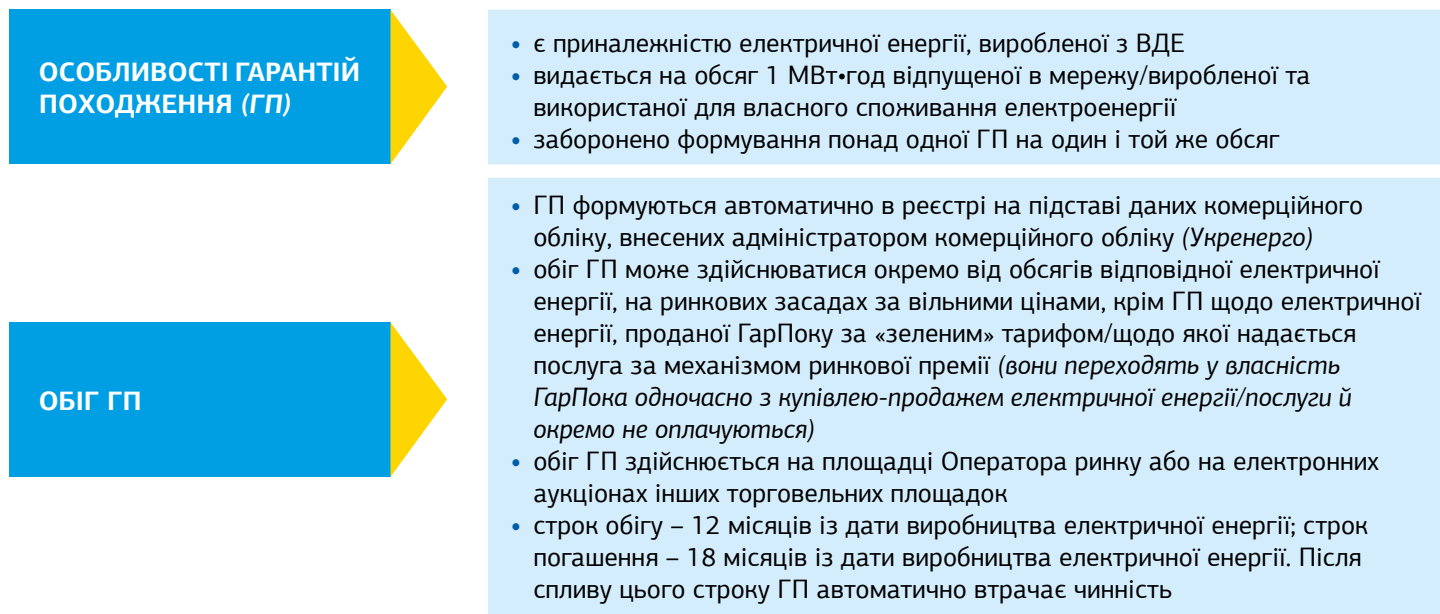 ОСОБЛИВОСТІ ГАРАНТІЙ
ПОХОДЖЕННЯ (ГП)
• є приналежністю електричної енергії, виробленої з ВДЕ
• видається на обсяг 1 МВт•год відпущеної в мережу/виробленої та
використаної для власного споживання електроенергії
• заборонено формування понад одної ГП на один і той же обсяг
ОБІГ ГП
• ГП формуються автоматично в реєстрі на підставі даних комерційного
обліку, внесених адміністратором комерційного обліку (Укренерго)
• обіг ГП може здійснюватися окремо від обсягів відповідної електричної
енергії, на ринкових засадах за вільними цінами, крім ГП щодо електричної
енергії, проданої ГарПоку за «зеленим» тарифом/щодо якої надається
послуга за механізмом ринкової премії (вони переходять у власність
ГарПока одночасно з купівлею-продажем електричної енергії/послуги й
окремо не оплачуються)
• обіг ГП здійснюється на площадці Оператора ринку або на електронних
аукціонах інших торговельних площадок
• строк обігу – 12 місяців із дати виробництва електричної енергії; строк
погашення – 18 місяців із дати виробництва електричної енергії. Після
спливу цього строку ГП автоматично втрачає чинність